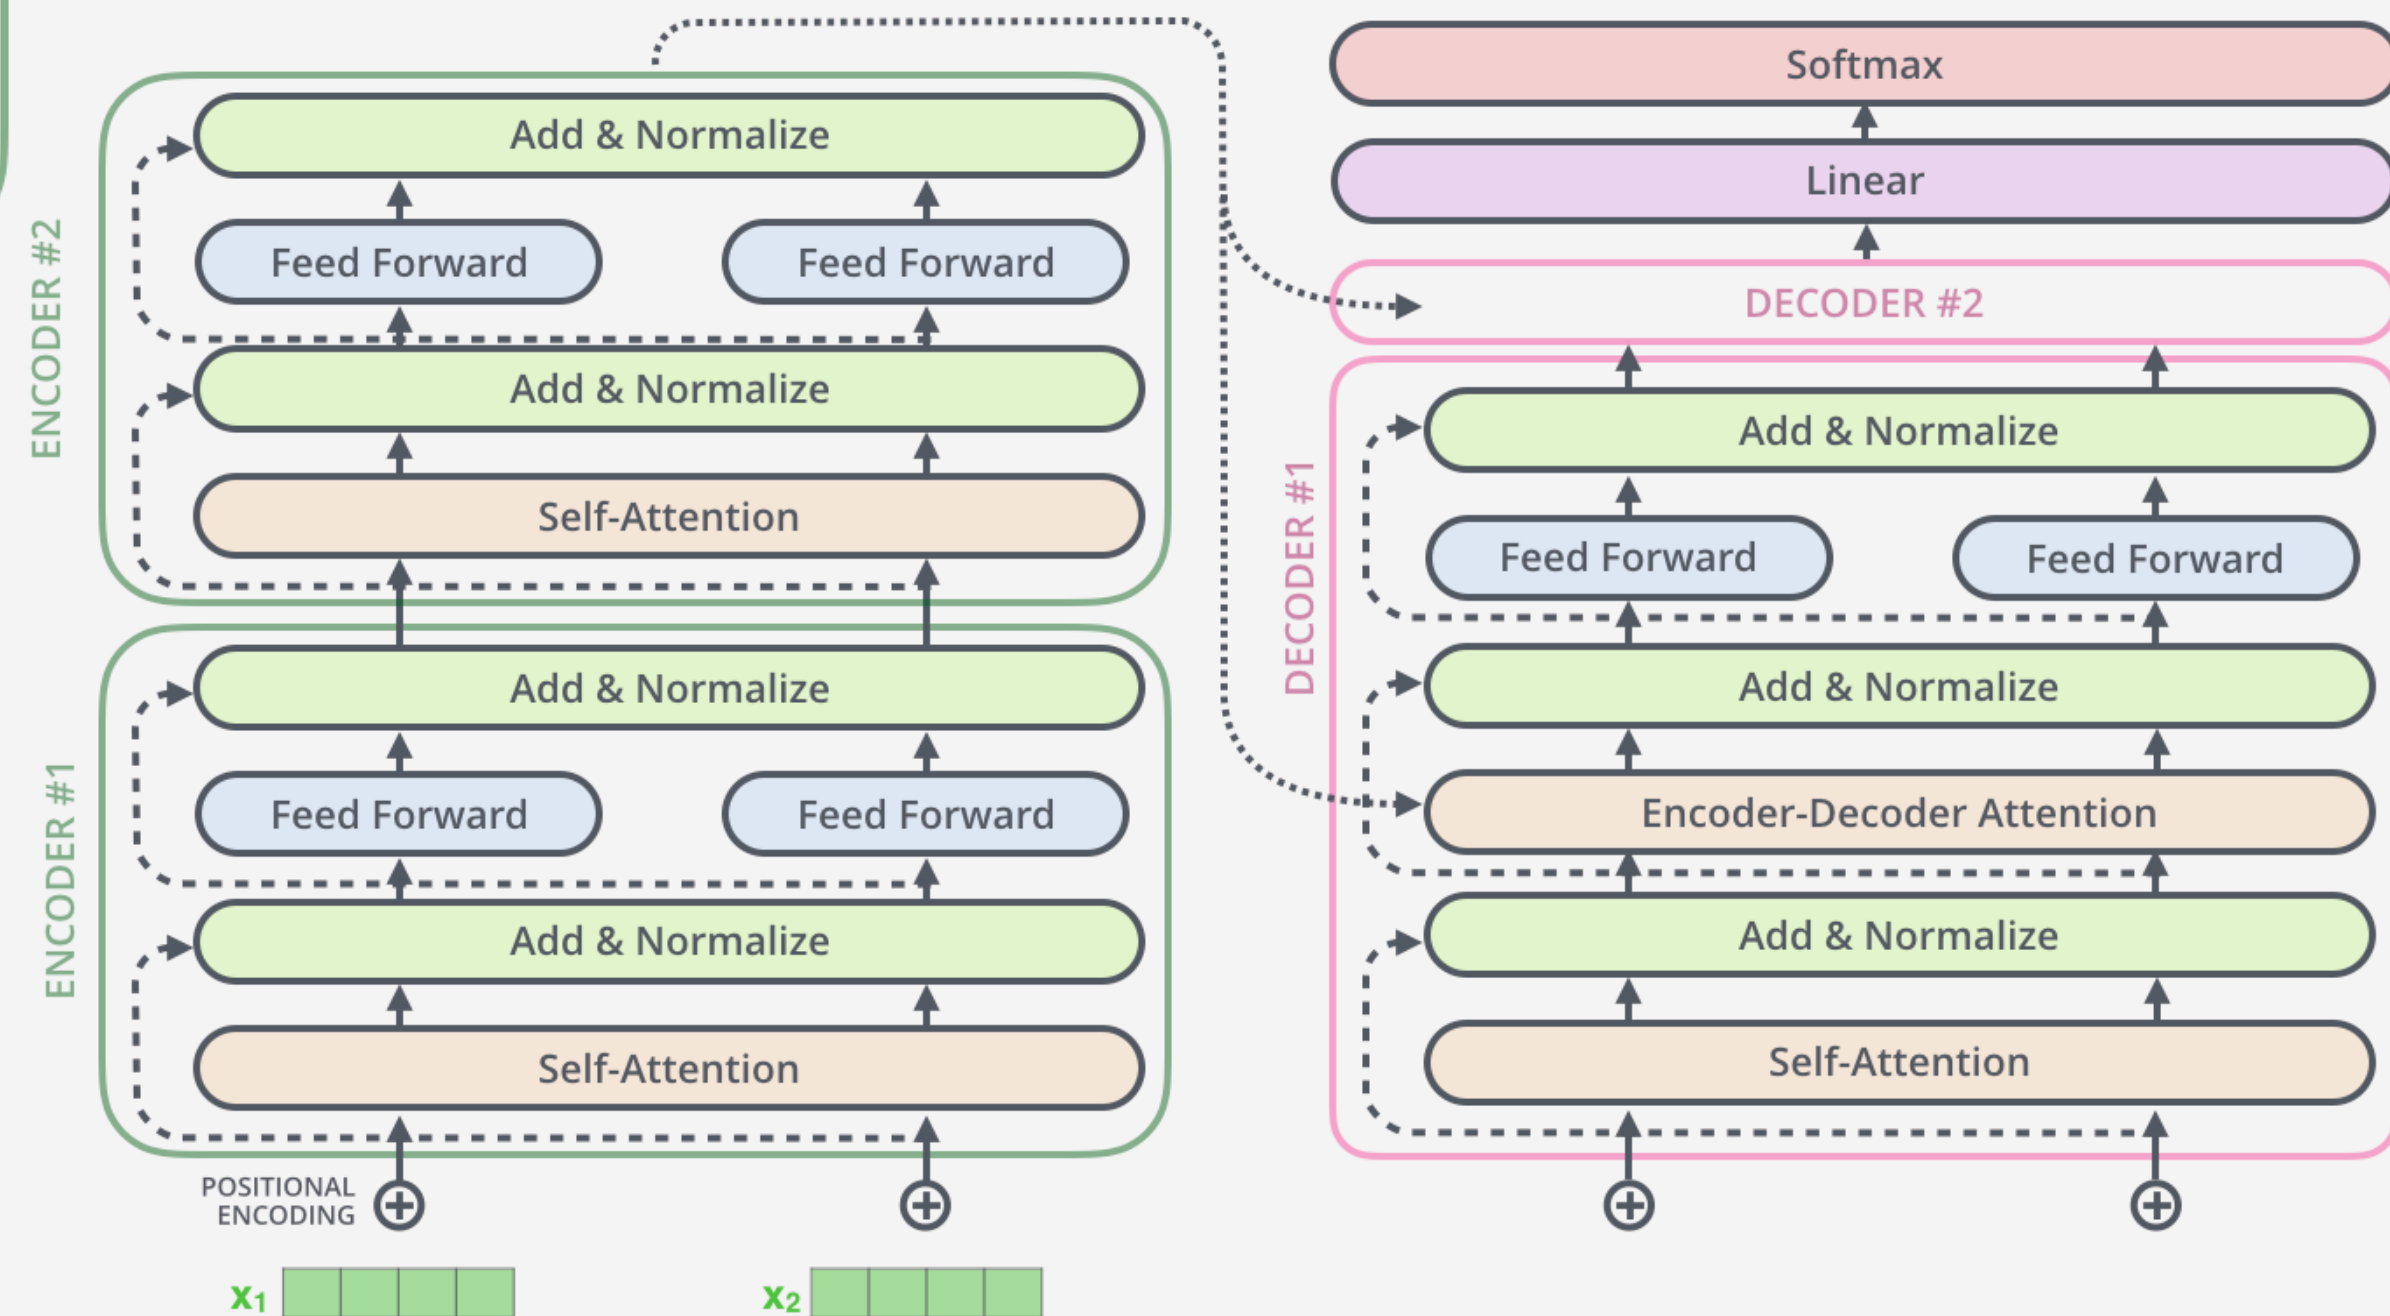 ENCODER #2
Add & Normalize
Feed Forward
Feed Forward
Add & Normalize
Self-Attention
ENCODER #1
Add & Normalize
Feed Forward
Feed Forward
Add & Normalize
Self-Attention
POSITIONAL
ENCODING
x1
x2
Softmax
Linear
DECODER #2
DECODER #1
Add & Normalize
Feed Forward
Feed Forward
Add & Normalize
Encoder-Decoder Attention
Add & Normalize
Self-Attention